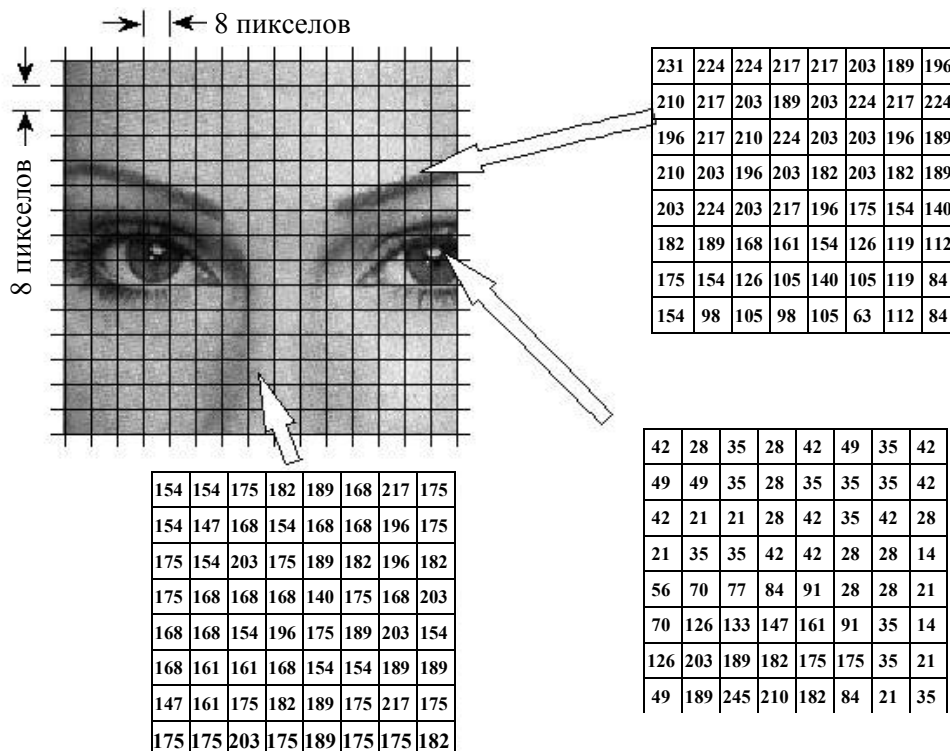 8 пикселов
8 пикселов
231 224 224 217 217 203 189 196
210 217 203 189 203 224 217 224
196 217 210 224 203 203 196 189
210 203 196 203 182 203 182 189
203 224 203 217 196 175 154 140
182 189 168 161 154 126 119 112
175 154 126 105 140 105 119 84
154 98 105 98 105 63 112 84
42 28 35 28 42 49 35 42
49 49 35 28 35 35 35 42
42 21 21 28 42 35 42 28
21 35 35 42 42 28 28 14
56 70 77 84 91 28 28 21
70 126 133 147 161 91 35 14
126 203 189 182 175 175 35 21
49 189 245 210 182 84 21 35
154 154 175 182 189 168 217 175
154 147 168 154 168 168 196 175
175 154 203 175 189 182 196 182
175 168 168 168 140 175 168 203
168 168 154 196 175 189 203 154
168 161 161 168 154 154 189 189
147 161 175 182 189 175 217 175
175 175 203 175 189 175 175 182